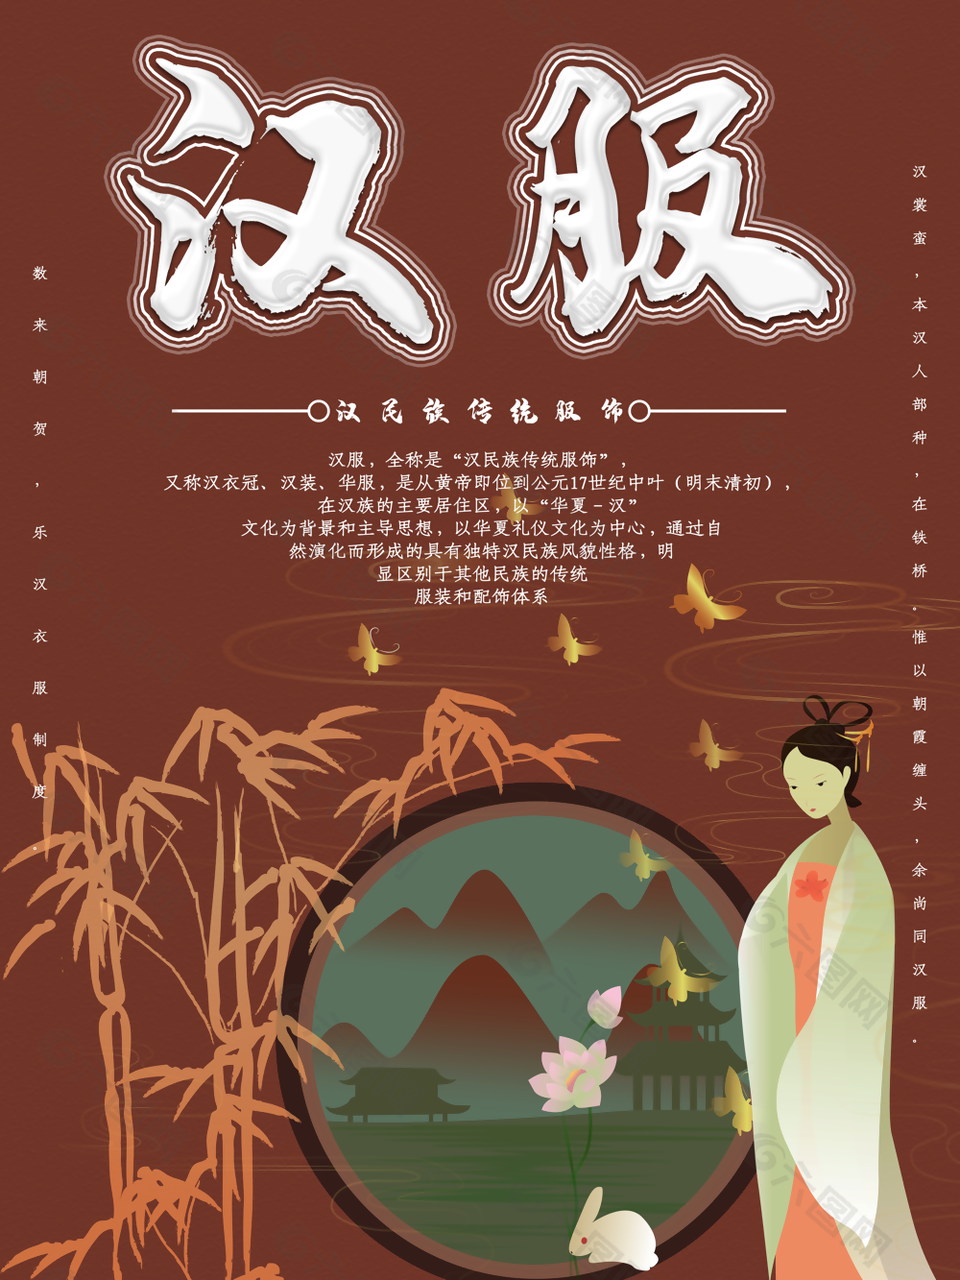 汉服
汉民族传统服饰
汉服，全称是“汉民族传统服饰”，
又称汉衣冠、汉装、华服，是从黄帝即位到公元17世纪中叶（明末清初），
在汉族的主要居住区，以“华夏－汉”
文化为背景和主导思想，以华夏礼仪文化为中心，通过自
然演化而形成的具有独特汉民族风貌性格，明
显区别于其他民族的传统
服装和配饰体系
汉裳蛮，本汉人部种，在铁桥。惟以朝霞缠头，余尚同汉服。
数来朝贺，乐汉衣服制度。
六图网